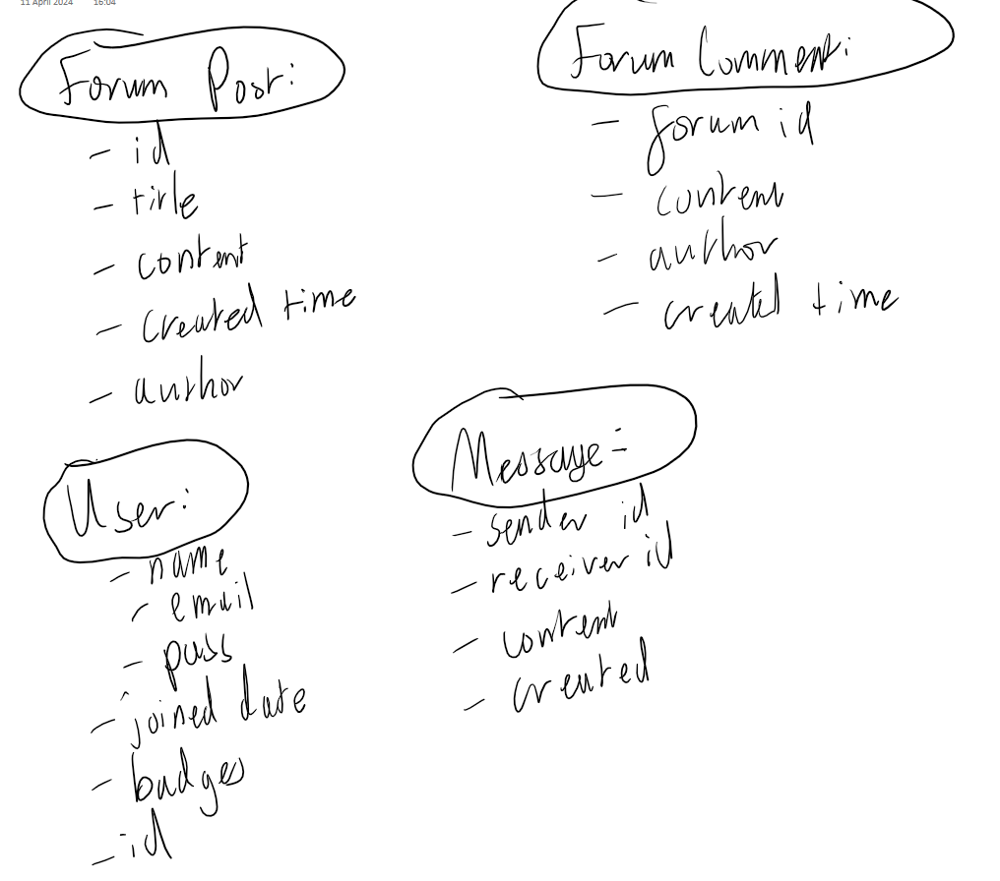 11 April 2024 16:04
Forum Post:
- id
- title
- content
- Created time
- author
Forum Comment:
- forum id
- content
- author
- created time
User:
- name
- email
- pass
- joined date
- badges
- id
Message:
- sender id
- receiver id
- content
- created